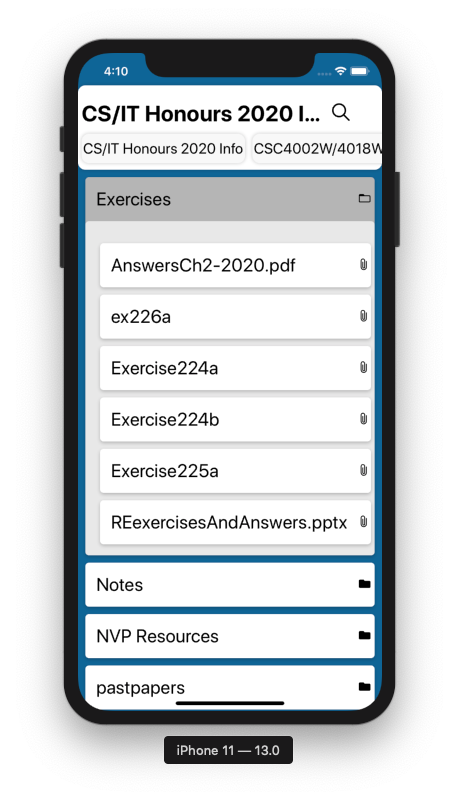 4:10
CS/IT Honours 2020 I...
CS/IT Honours 2020 Info
CSC4002W/4018W
Exercises
AnswersCh2-2020.pdf
ex226a
Exercise224a
Exercise224b
Exercise225a
REexercisesAndAnswers.pptx
Notes
NVP Resources
pastpapers
iPhone 11 — 13.0